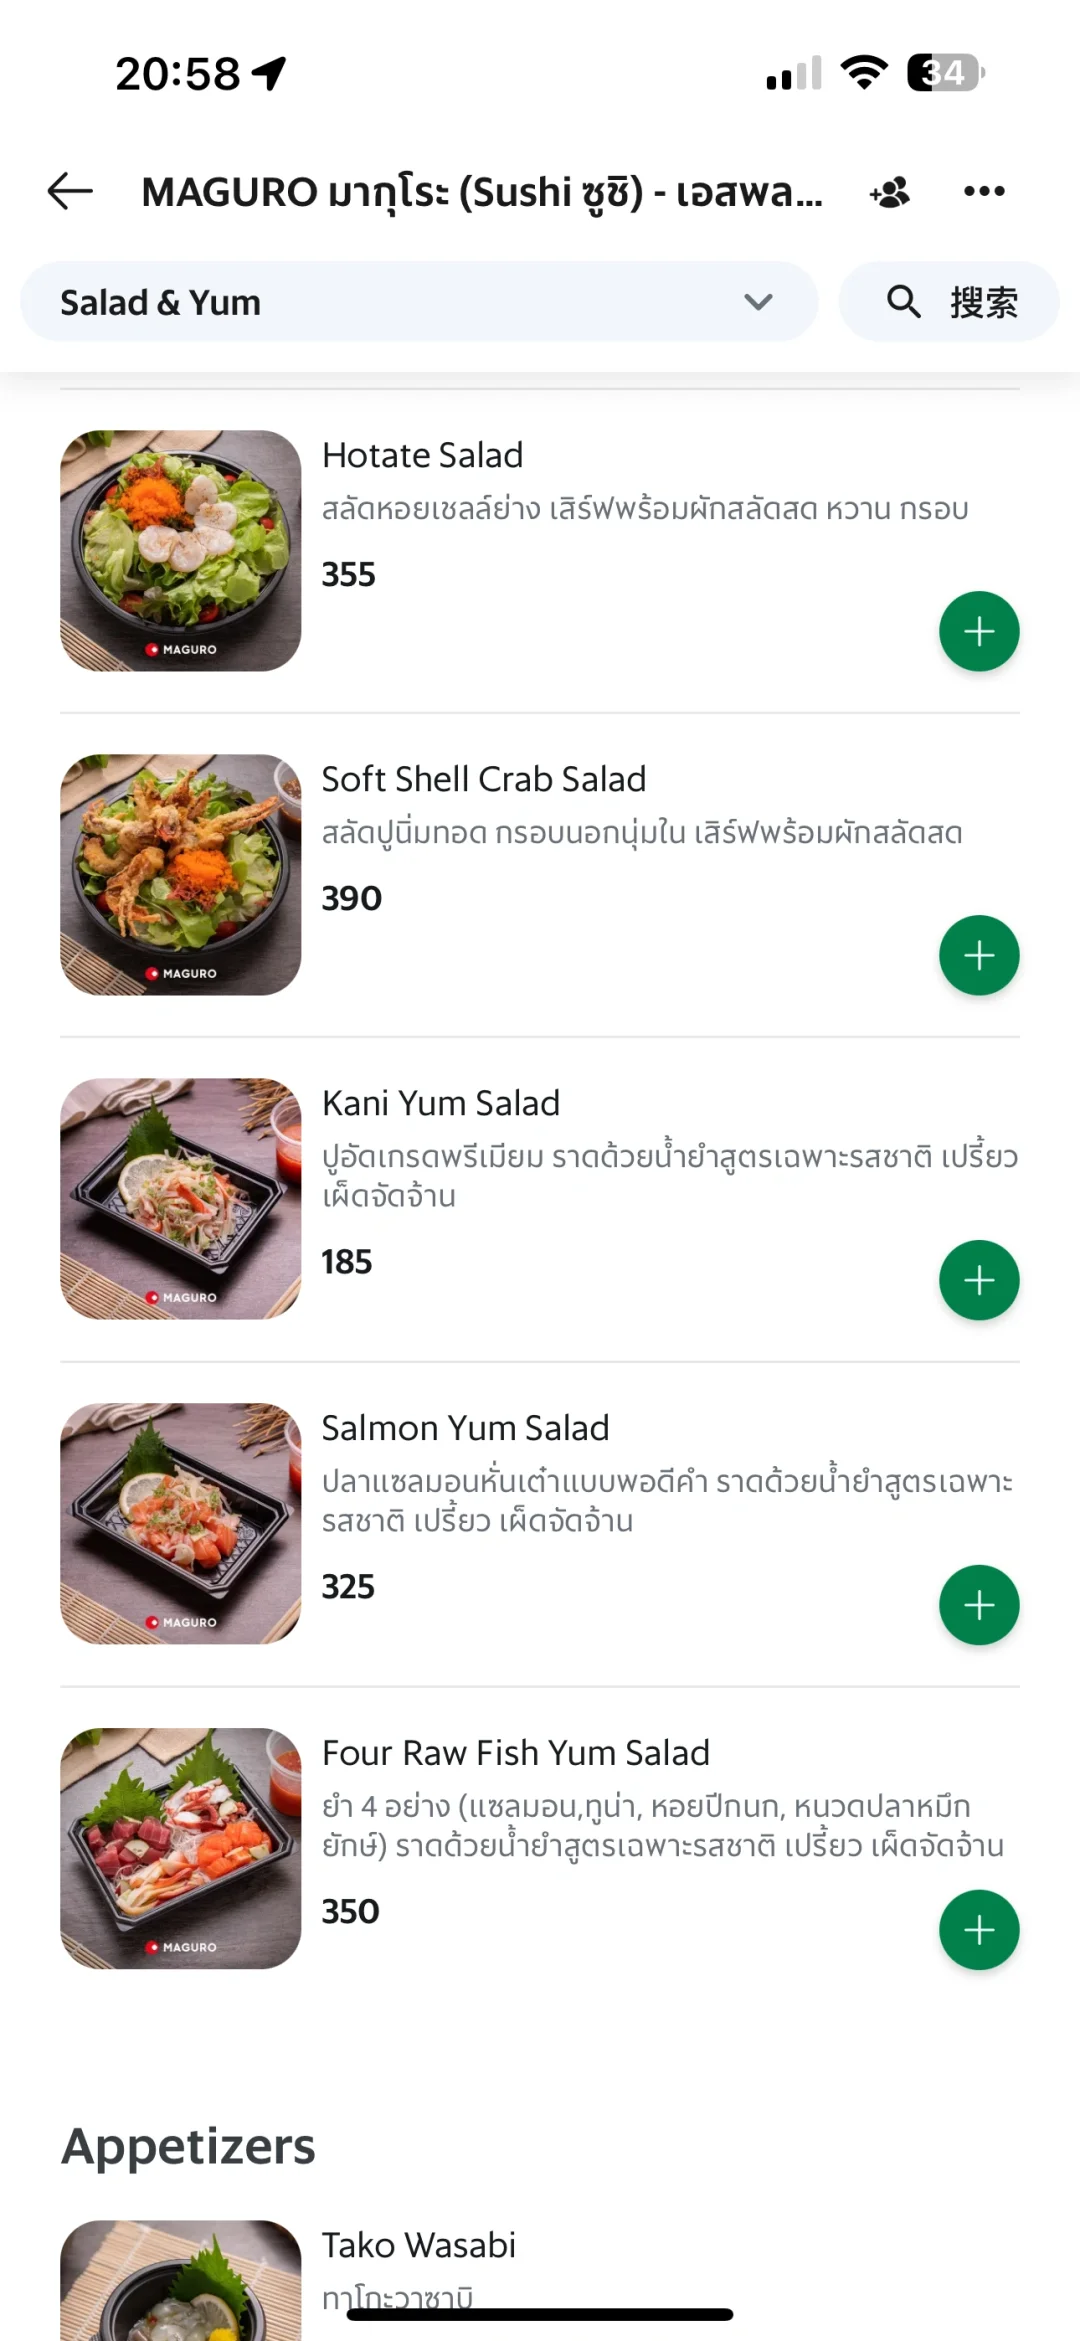 20:58
34
MAGURO มากุโระ (Sushi ซูชิ) - เอสพล...
Salad & Yum
搜索
Hotate Salad
สลัดหอยเชลล์ย่าง เสิร์ฟพร้อมผักสลัดสด หวาน กรอบ
355
MAGURO
Soft Shell Crab Salad
สลัดปูนิ่มทอด กรอบนอกนุ่มใน เสิร์ฟพร้อมผักสลัดสด
390
MAGURO
Kani Yum Salad
ปูอัดเกรดพรีเมียม ราดด้วยน้ำยำสูตรเฉพาะรสชาติ เปรี้ยว
เผ็ดจัดจ้าน
185
MAGURO
Salmon Yum Salad
ปลาแซลมอนหั่นเต๋าแบบพอดีคำ ราดด้วยน้ำยำสูตรเฉพาะ
รสชาติ เปรี้ยว เผ็ดจัดจ้าน
325
MAGURO
Four Raw Fish Yum Salad
ยำ 4 อย่าง (แซลมอน,ทูน่า, หอยปีกนก, หนวดปลาหมึก
ยักษ์) ราดด้วยน้ำยำสูตรเฉพาะรสชาติ เปรี้ยว เผ็ดจัดจ้าน
350
MAGURO
Appetizers
Tako Wasabi
ทาโกะวาซาบิ